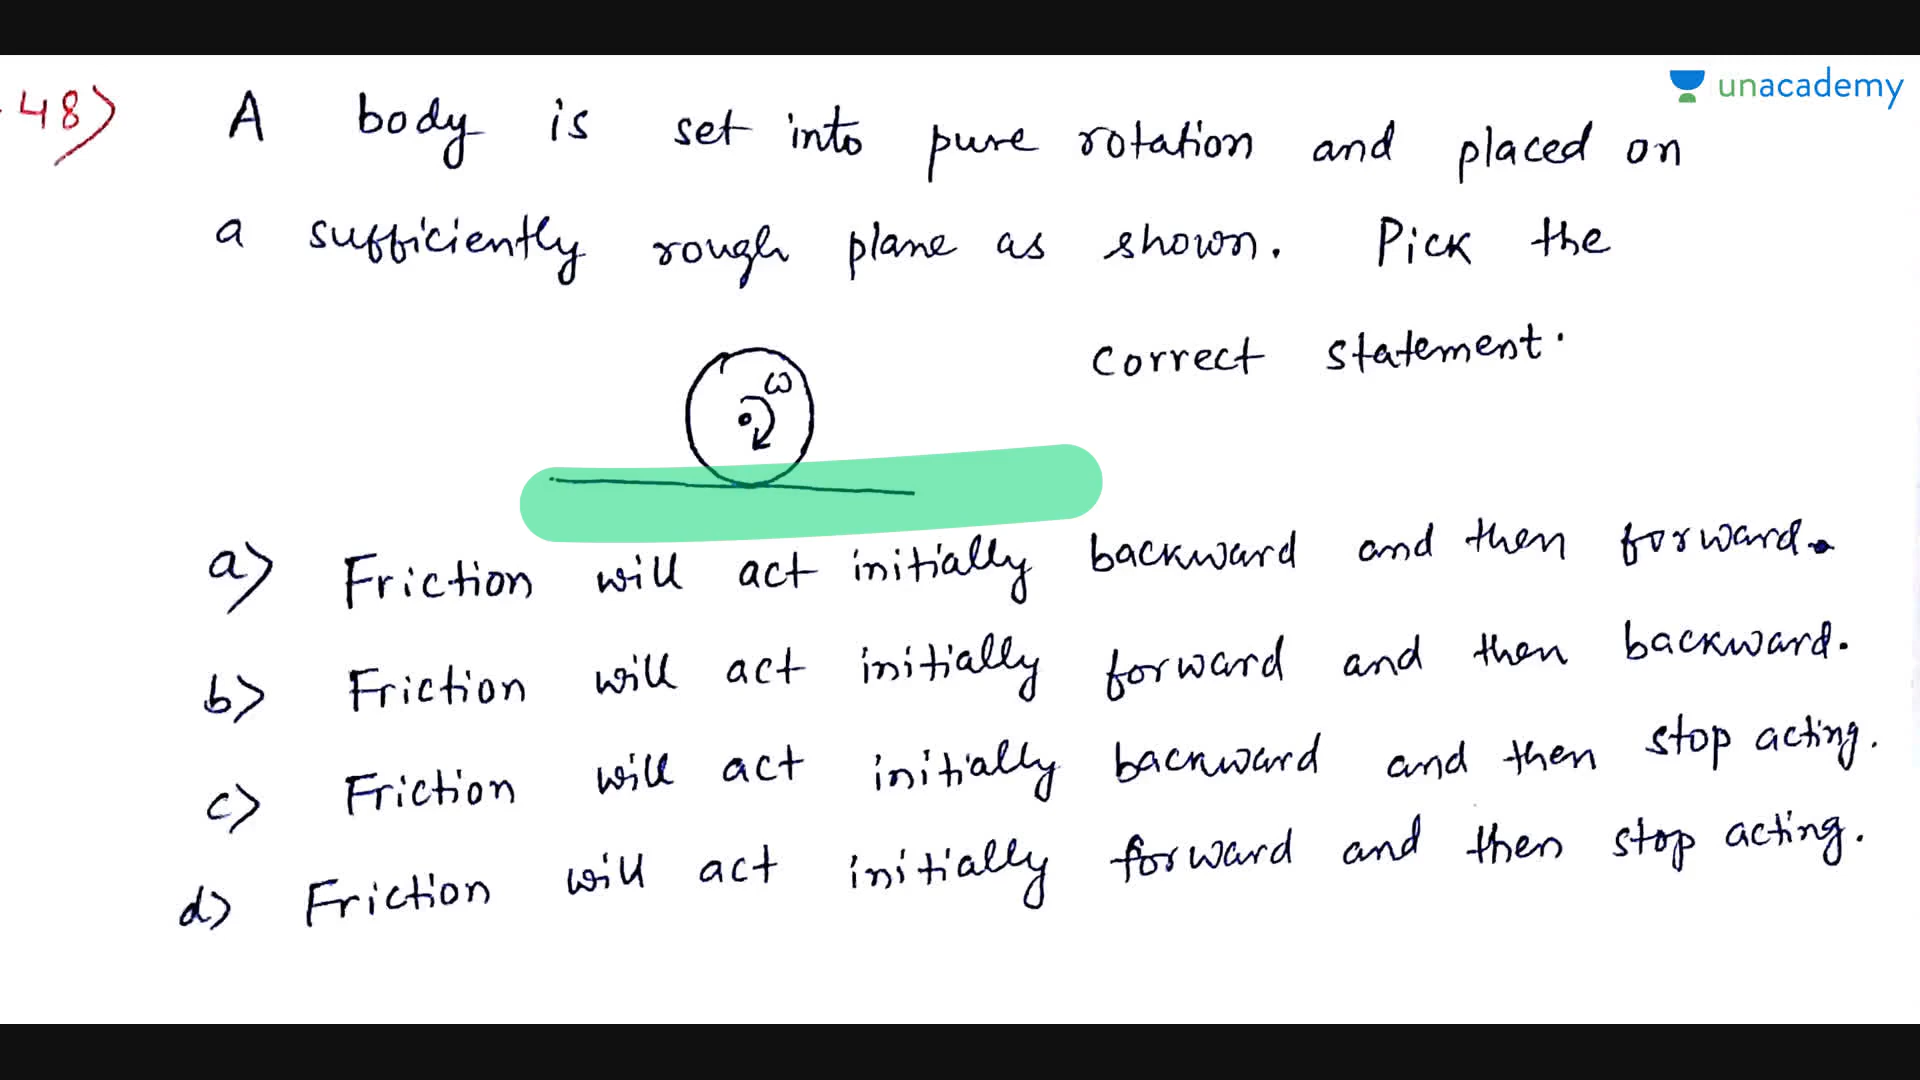 unacademy
48)
A body is set into pure rotation and placed on
a sufficiently rough plane as shown. Pick the
correct statement.
ω
a) Friction will act initially backward and then forward.
b) Friction will act initially forward and then backward.
c) Friction will act initially backward and then stop acting.
d) Friction will act initially forward and then stop acting.